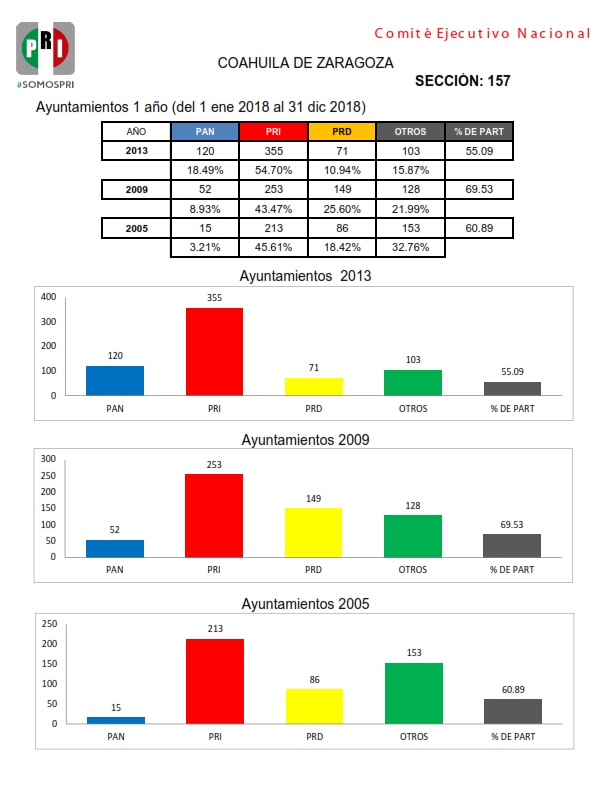 Comité Ejecutivo Nacional
PRI
#SOMOSPRI
COAHUILA DE ZARAGOZA
SECCIÓN: 157
Ayuntamientos 1 año (del 1 ene 2018 al 31 dic 2018)
AÑO PAN PRI PRD OTROS % DE PART
2013 120 355 71 103 55.09
18.49% 54.70% 10.94% 15.87%
2009 52 253 149 128 69.53
8.93% 43.47% 25.60% 21.99%
2005 15 213 86 153 60.89
3.21% 45.61% 18.42% 32.76%
Ayuntamientos 2013
400
300
200
100
0
120 355 71 103 55.09
PAN PRI PRD OTROS % DE PART
Ayuntamientos 2009
300
250
200
150
100
50
0
52 253 149 128 69.53
PAN PRI PRD OTROS % DE PART
Ayuntamientos 2005
250
200
150
100
50
0
15 213 86 153 60.89
PAN PRI PRD OTROS % DE PART